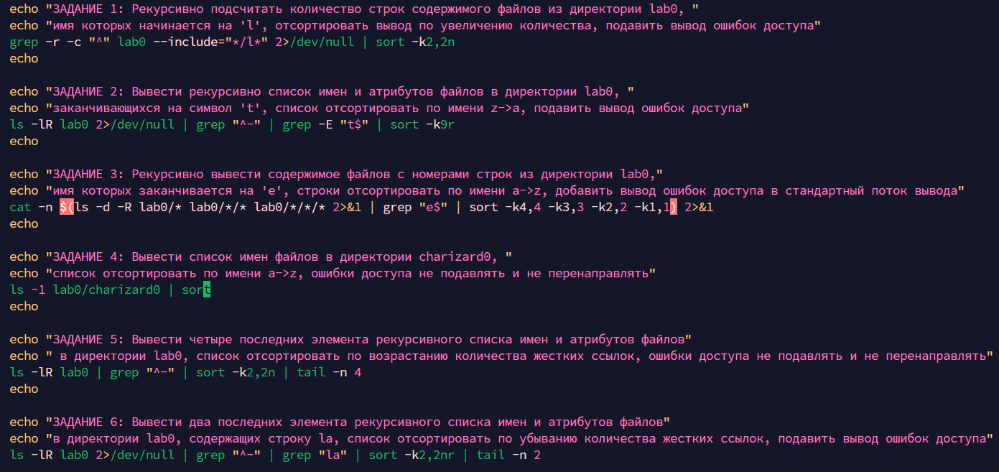 echo "ЗАДАНИЕ 1: Рекурсивно подсчитать количество строк содержимого файлов из директории lab0, "
echo "имя которых начинается на 'l', отсортировать вывод по увеличению количества, подавить вывод ошибок доступа"
grep -r -c "^" lab0 --include="*/l*" 2>/dev/null | sort -k2,2n
echo
echo "ЗАДАНИЕ 2: Вывести рекурсивно список имен и атрибутов файлов в директории lab0, "
echo "заканчивающихся на символ 't', список отсортировать по имени z->a, подавить вывод ошибок доступа"
ls -lR lab0 2>/dev/null | grep "^-" | grep -E "t$" | sort -k9r
echo
echo "ЗАДАНИЕ 3: Рекурсивно вывести содержимое файлов с номерами строк из директории lab0,"
echo "имя которых заканчивается на 'e', строки отсортировать по имени a->z, добавить вывод ошибок доступа в стандартный поток вывода"
cat -n $(ls -d -R lab0/* lab0/*/* lab0/*/*/* 2>&1 | grep "e$" | sort -k4,4 -k3,3 -k2,2 -k1,1) 2>&1
echo
echo "ЗАДАНИЕ 4: Вывести список имен файлов в директории charizard0, "
echo "список отсортировать по имени a->z, ошибки доступа не подавлять и не перенаправлять"
ls -1 lab0/charizard0 | sort
echo
echo "ЗАДАНИЕ 5: Вывести четыре последних элемента рекурсивного списка имен и атрибутов файлов"
echo " в директории lab0, список отсортировать по возрастанию количества жестких ссылок, ошибки доступа не подавлять и не перенаправлять"
ls -lR lab0 | grep "^-" | sort -k2,2n | tail -n 4
echo
echo "ЗАДАНИЕ 6: Вывести два последних элемента рекурсивного списка имен и атрибутов файлов"
echo "в директории lab0, содержащих строку la, список отсортировать по убыванию количества жестких ссылок, подавить вывод ошибок доступа"
ls -lR lab0 2>/dev/null | grep "^-" | grep "la" | sort -k2,2nr | tail -n 2